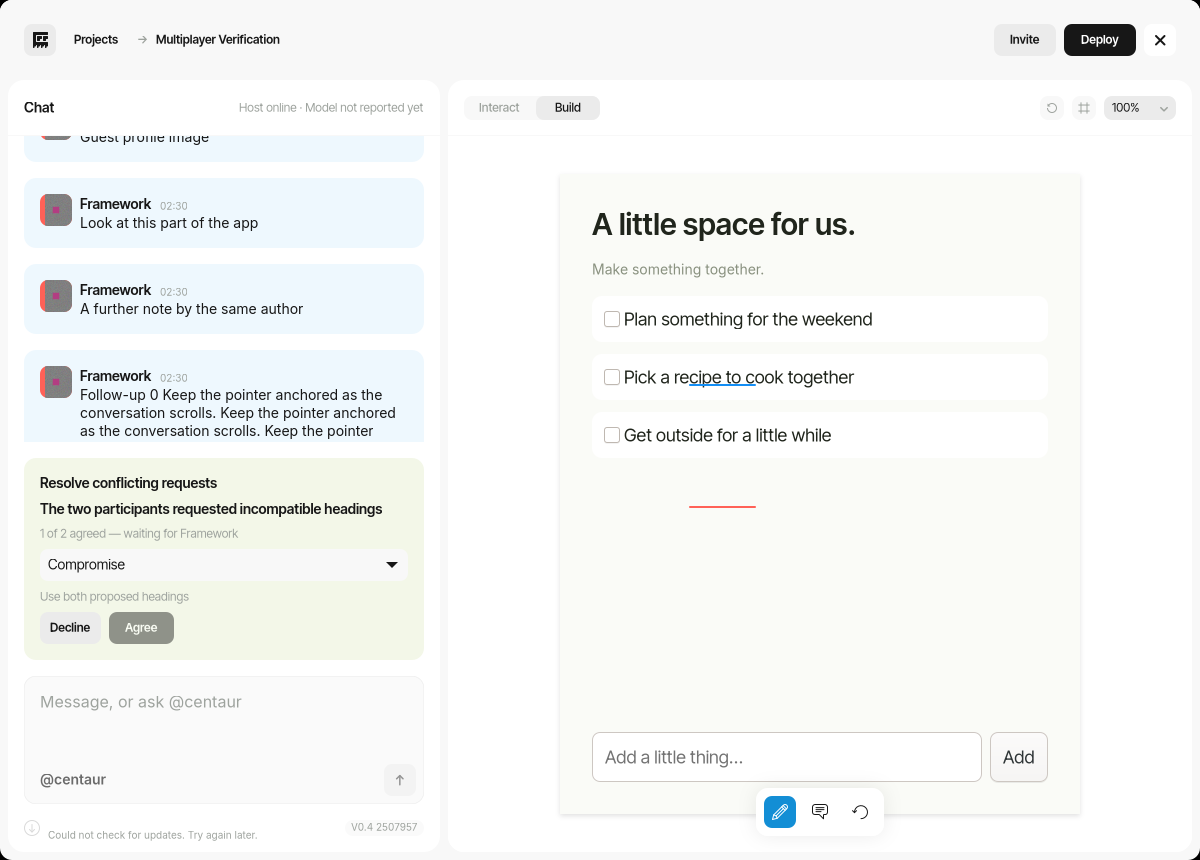 Projects → Multiplayer Verification
Invite
Deploy
Chat
Host online · Model not reported yet
Guest profile image
Framework 02:30
Look at this part of the app
Framework 02:30
A further note by the same author
Framework 02:30
Follow-up 0 Keep the pointer anchored as the
conversation scrolls. Keep the pointer anchored
as the conversation scrolls. Keep the pointer
Resolve conflicting requests
The two participants requested incompatible headings
1 of 2 agreed — waiting for Framework
Compromise
Use both proposed headings
Decline
Agree
Message, or ask @centaur
@centaur
Could not check for updates. Try again later.
V0.4 2507957
Interact
Build
100%
A little space for us.
Make something together.
Plan something for the weekend
Pick a recipe to cook together
Get outside for a little while
Add a little thing...
Add